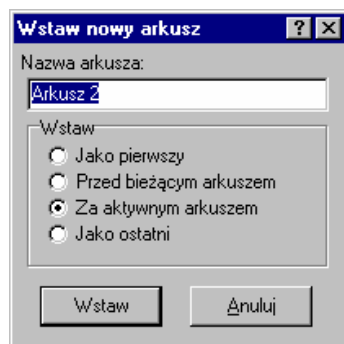 Wstaw nowy arkusz
Nazwa arkusza:
Arkusz 2
Wstaw
Jako pierwszy
Przed bieżącym arkuszem
Za aktywnym arkuszem
Jako ostatni
Wstaw Anuluj